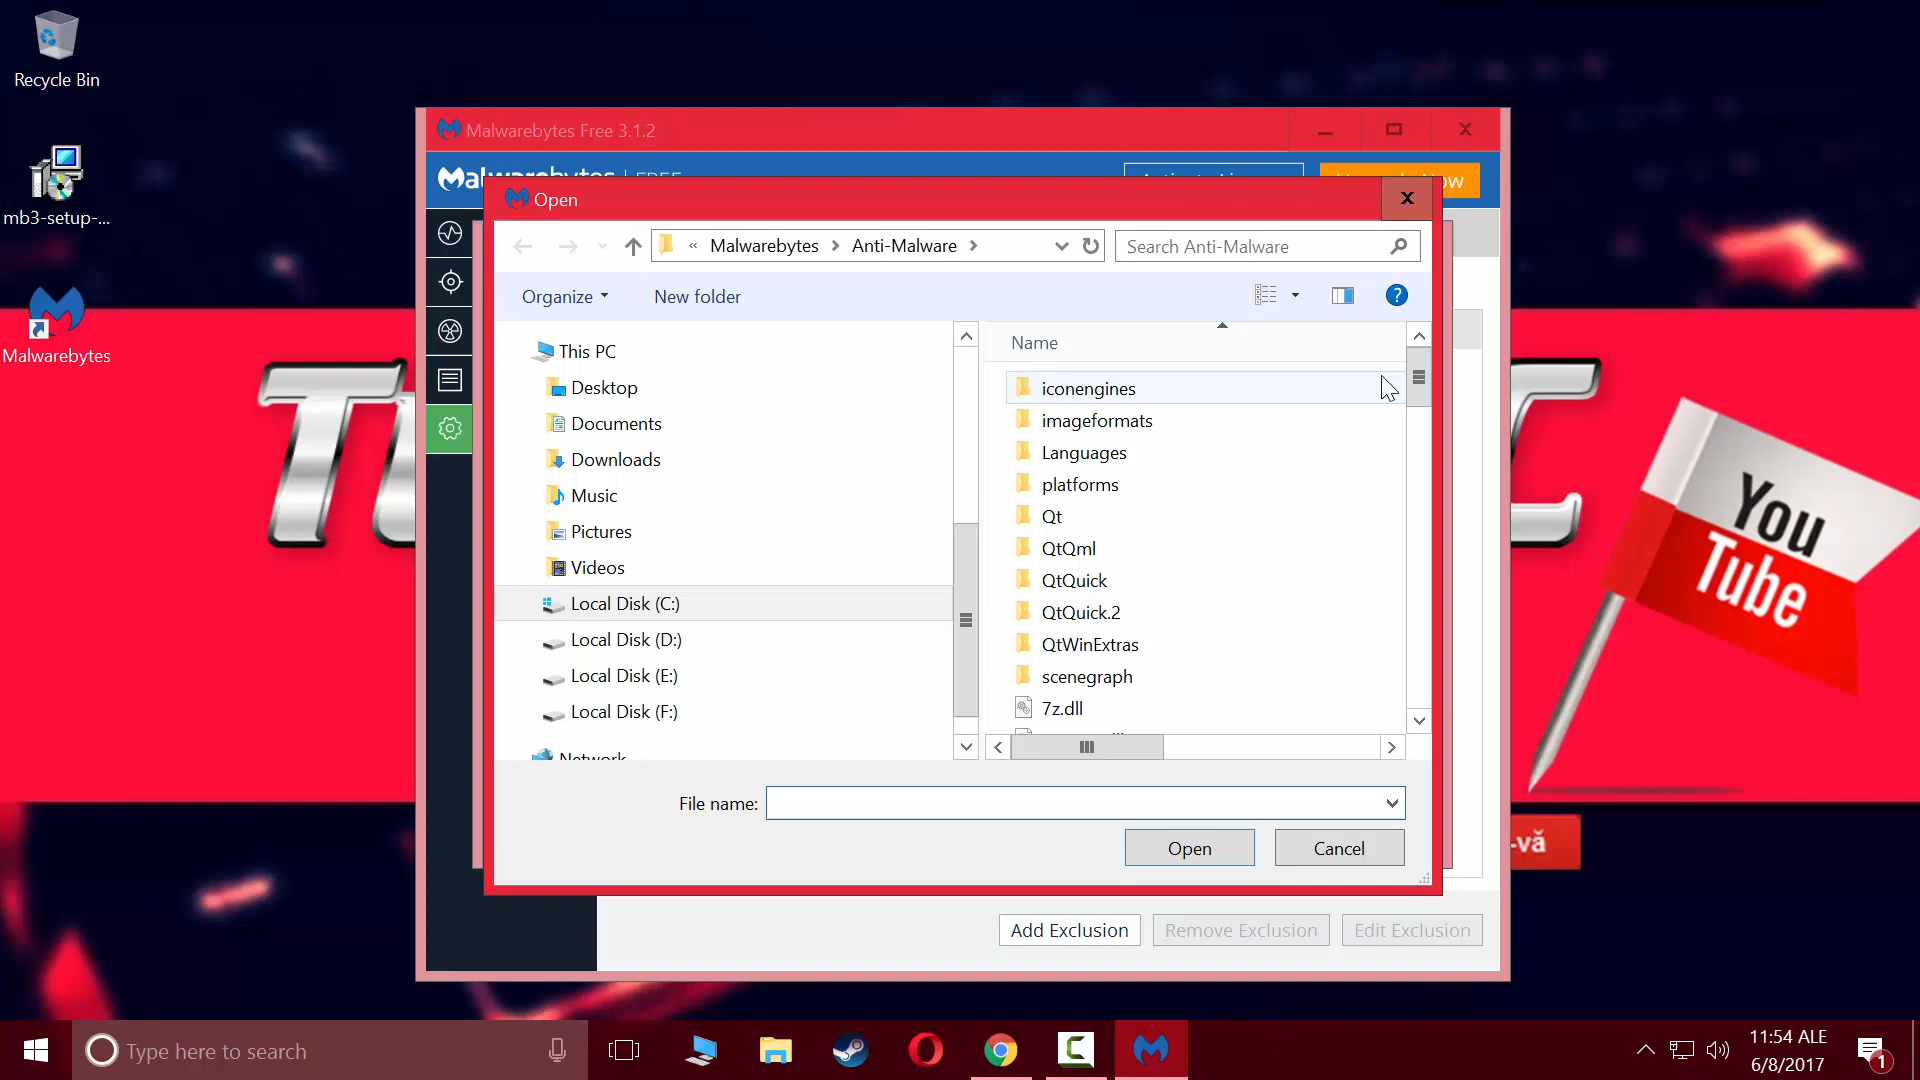 Recycle Bin
mb3-setup-...
Malwarebytes
Malwarebytes Free 3.1.2
Open
« Malwarebytes > Anti-Malware >
Search Anti-Malware
Organize
New folder
This PC
Desktop
Documents
Downloads
Music
Pictures
Videos
Local Disk (C:)
Local Disk (D:)
Local Disk (E:)
Local Disk (F:)
Network
Name
iconengines
imageformats
Languages
platforms
Qt
QtQml
QtQuick
QtQuick.2
QtWinExtras
scenegraph
7z.dll
File name:
Open
Cancel
Add Exclusion
Remove Exclusion
Edit Exclusion
You
Tube
-vă
Type here to search
11:54 ALE
6/8/2017
1